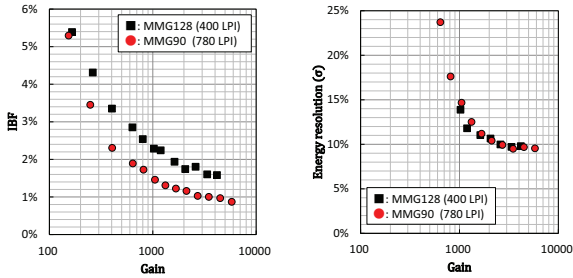 6%
5%
4%
3%
2%
1%
0%
IBF
: MMG128 (400 LPI)
: MMG90 (780 LPI)
100
1000
10000
Gain
25%
20%
15%
10%
5%
0%
Energy resolution (σ)
: MMG128 (400 LPI)
: MMG90 (780 LPI)
100
1000
10000
Gain